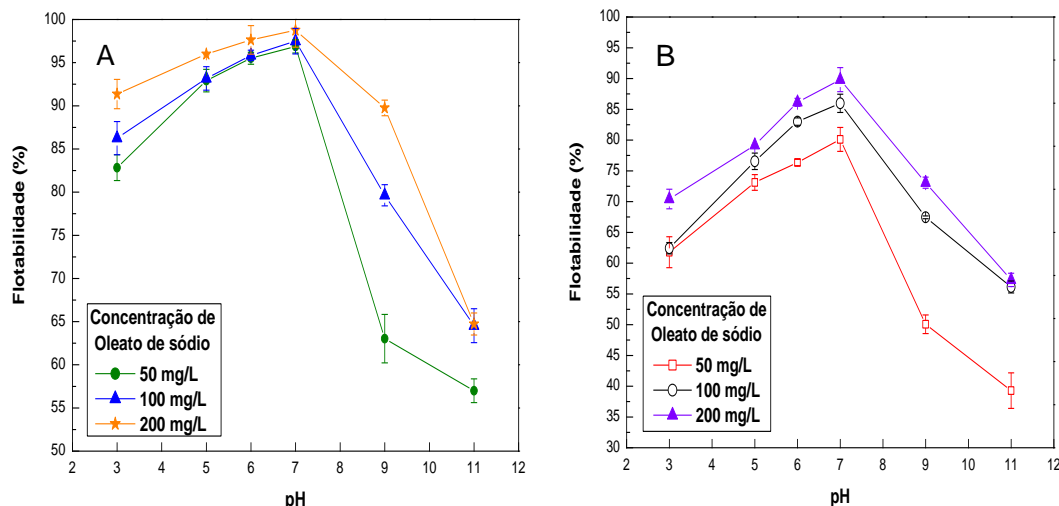 A
Flotabilidade (%)
100
95
90
85
80
75
70
65
60
55
50
Concentração de
Oleato de sódio
50 mg/L
100 mg/L
200 mg/L
2 3 4 5 6 7 8 9 10 11 12
pH
B
Flotabilidade (%)
100
95
90
85
80
75
70
65
60
55
50
45
40
35
30
Concentração de
Oleato de sódio
50 mg/L
100 mg/L
200 mg/L
2 3 4 5 6 7 8 9 10 11 12
pH